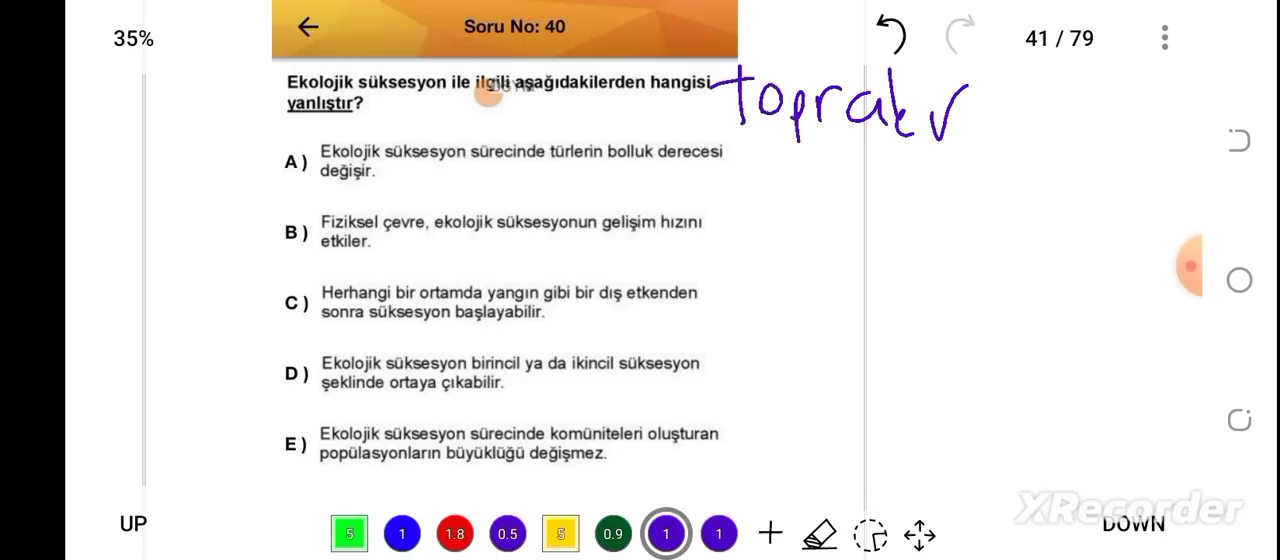 35%
Soru No: 40
41 / 79
Ekolojik süksesyon ile ilgili aşağıdakilerden hangisi
yanlıştır?
toprak
A) Ekolojik süksesyon sürecinde türlerin bolluk derecesi
değişir.
B) Fiziksel çevre, ekolojik süksesyonun gelişim hızını
etkiler.
C) Herhangi bir ortamda yangın gibi bir dış etkenden
sonra süksesyon başlayabilir.
D) Ekolojik süksesyon birincil ya da ikincil süksesyon
şeklinde ortaya çıkabilir.
E) Ekolojik süksesyon sürecinde komüniteleri oluşturan
popülasyonların büyüklüğü değişmez.
UP
5 1 1.8 0.5 5 0.9 1 1
XRecorder
DOWN